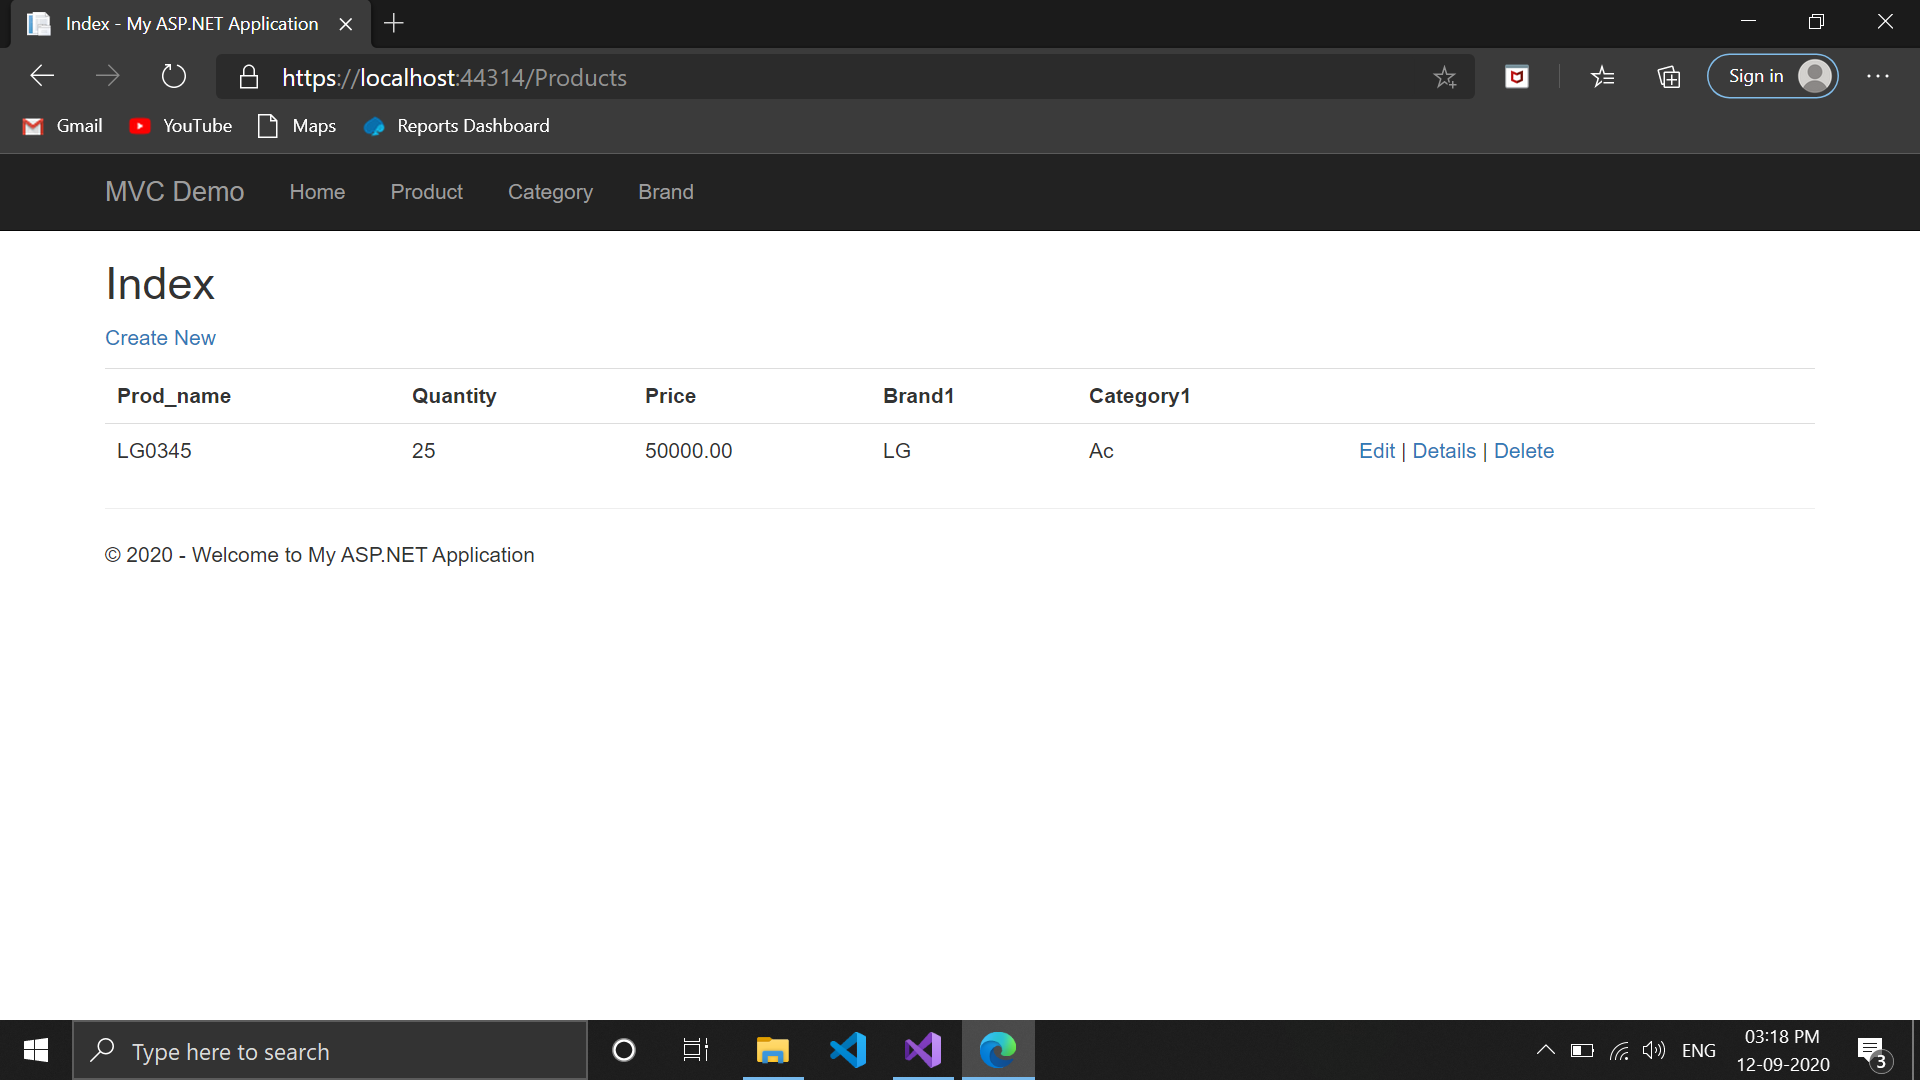 Index - My ASP.NET Application
https://localhost:44314/Products
Sign in
Gmail YouTube Maps Reports Dashboard
MVC Demo Home Product Category Brand
Index
Create New
Prod_name Quantity Price Brand1 Category1
LG0345 25 50000.00 LG Ac Edit | Details | Delete
© 2020 - Welcome to My ASP.NET Application
Type here to search
ENG
03:18 PM
12-09-2020
3